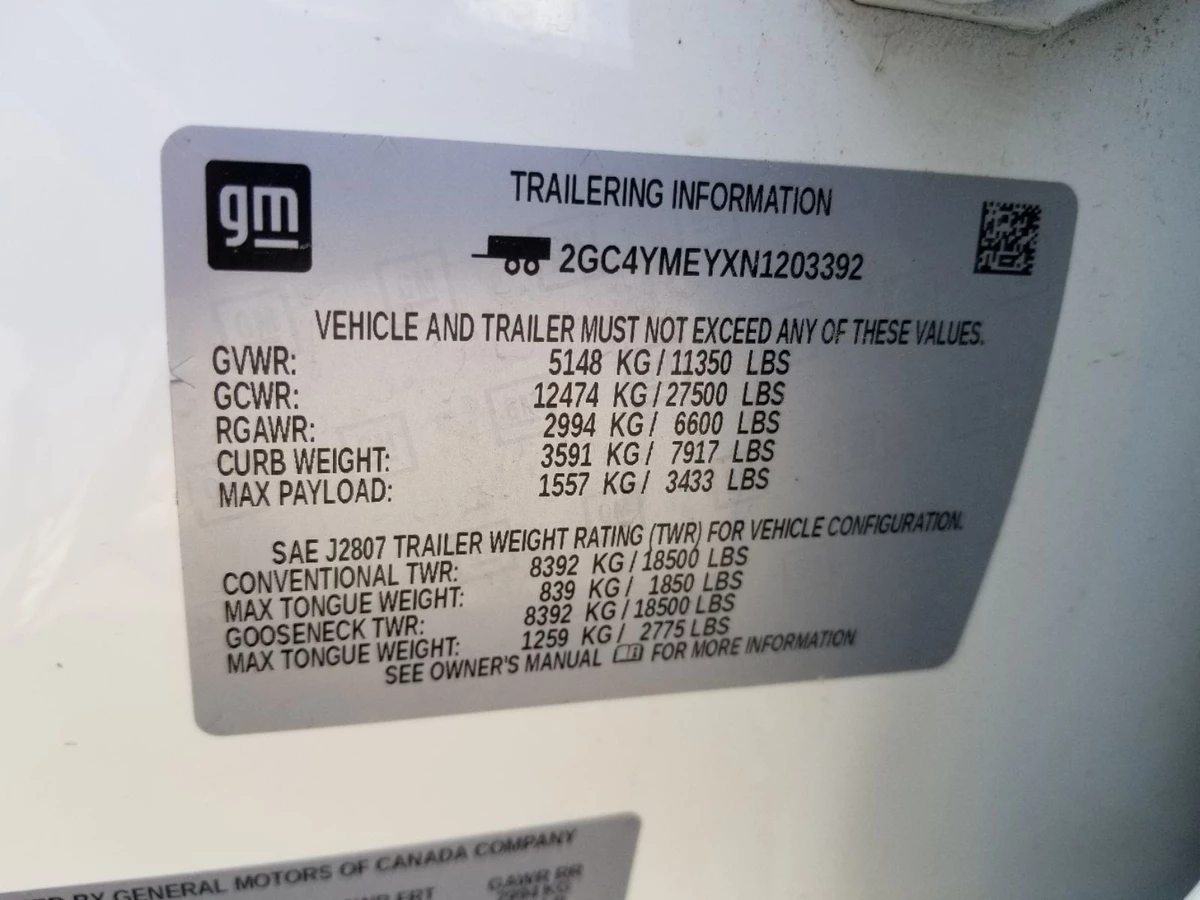 gm
TRAILERING INFORMATION
2GC4YMEYXN1203392
VEHICLE AND TRAILER MUST NOT EXCEED ANY OF THESE VALUES.
GVWR: 5148 KG / 11350 LBS
GCWR: 12474 KG / 27500 LBS
RGAWR: 2994 KG / 6600 LBS
CURB WEIGHT: 3591 KG / 7917 LBS
MAX PAYLOAD: 1557 KG / 3433 LBS
SAE J2807 TRAILER WEIGHT RATING (TWR) FOR VEHICLE CONFIGURATION.
CONVENTIONAL TWR: 8392 KG / 18500 LBS
MAX TONGUE WEIGHT: 839 KG / 1850 LBS
GOOSENECK TWR: 8392 KG / 18500 LBS
MAX TONGUE WEIGHT: 1259 KG / 2775 LBS
SEE OWNER'S MANUAL FOR MORE INFORMATION
BY GENERAL MOTORS OF CANADA COMPANY
FRT GAWR RR
2994 KG